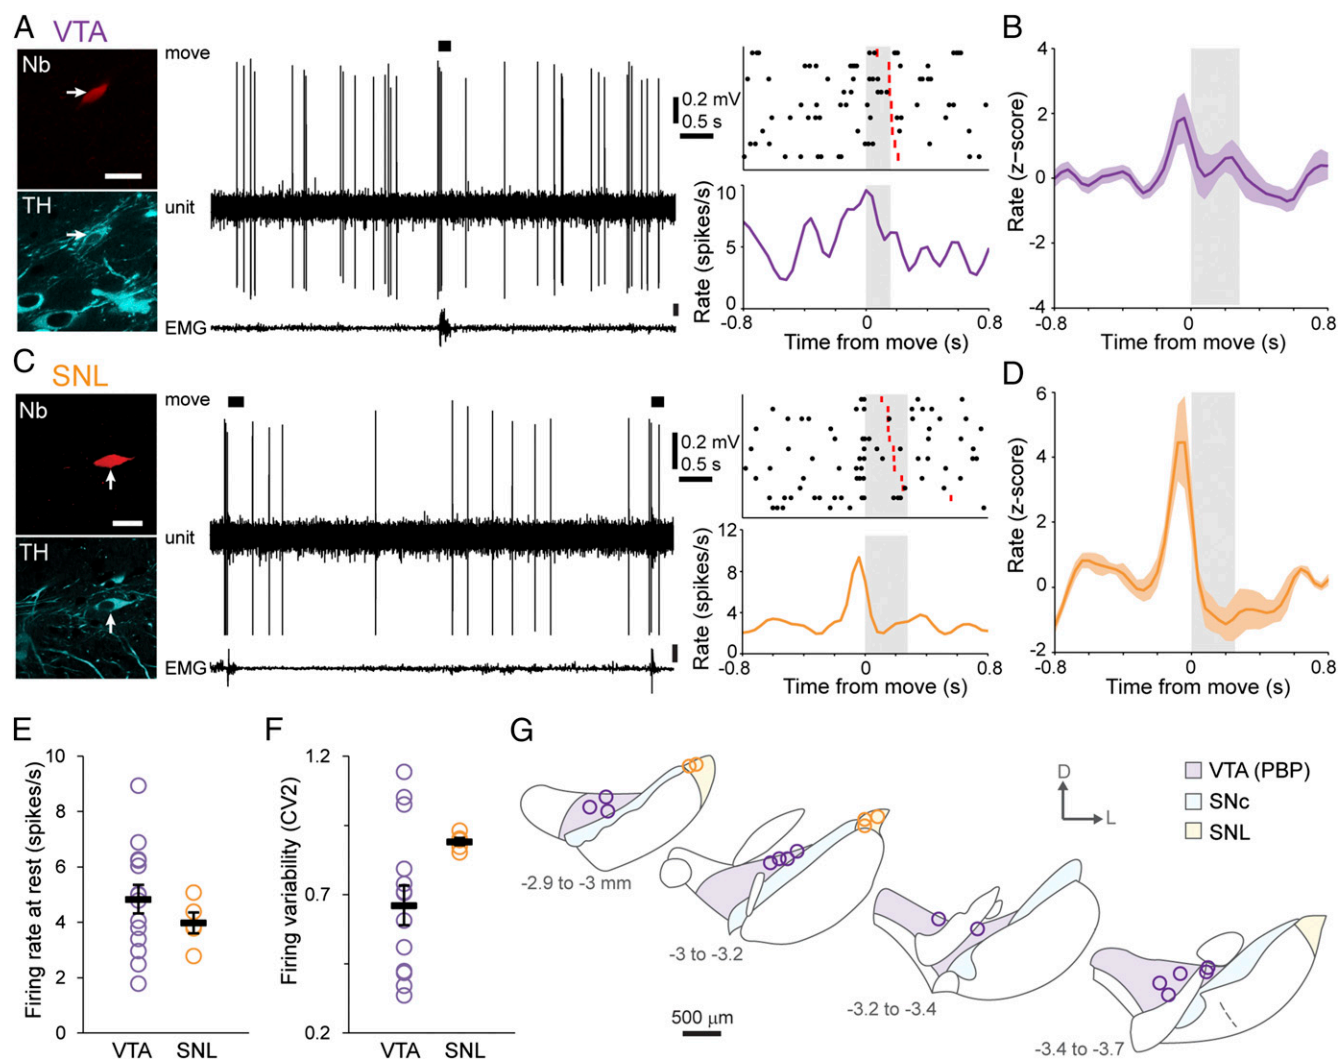 A VTA
Nb
TH
move
unit
EMG
0.2 mV
0.5 s
Rate (spikes/s)
10
5
0
-0.8 0 0.8
Time from move (s)
B
Rate (z−score)
4
2
0
-2
-4
-0.8 0 0.8
Time from move (s)
C SNL
Nb
TH
move
unit
EMG
0.2 mV
0.5 s
Rate (spikes/s)
12
8
4
0
-0.8 0 0.8
Time from move (s)
D
Rate (z−score)
6
4
2
0
-2
-0.8 0 0.8
Time from move (s)
E
Firing rate at rest (spikes/s)
10
8
6
4
2
0
VTA SNL
F
Firing variability (CV2)
1.2
0.7
0.2
VTA SNL
G
D
L
VTA (PBP)
SNc
SNL
-2.9 to -3 mm
-3 to -3.2
-3.2 to -3.4
-3.4 to -3.7
500 μm